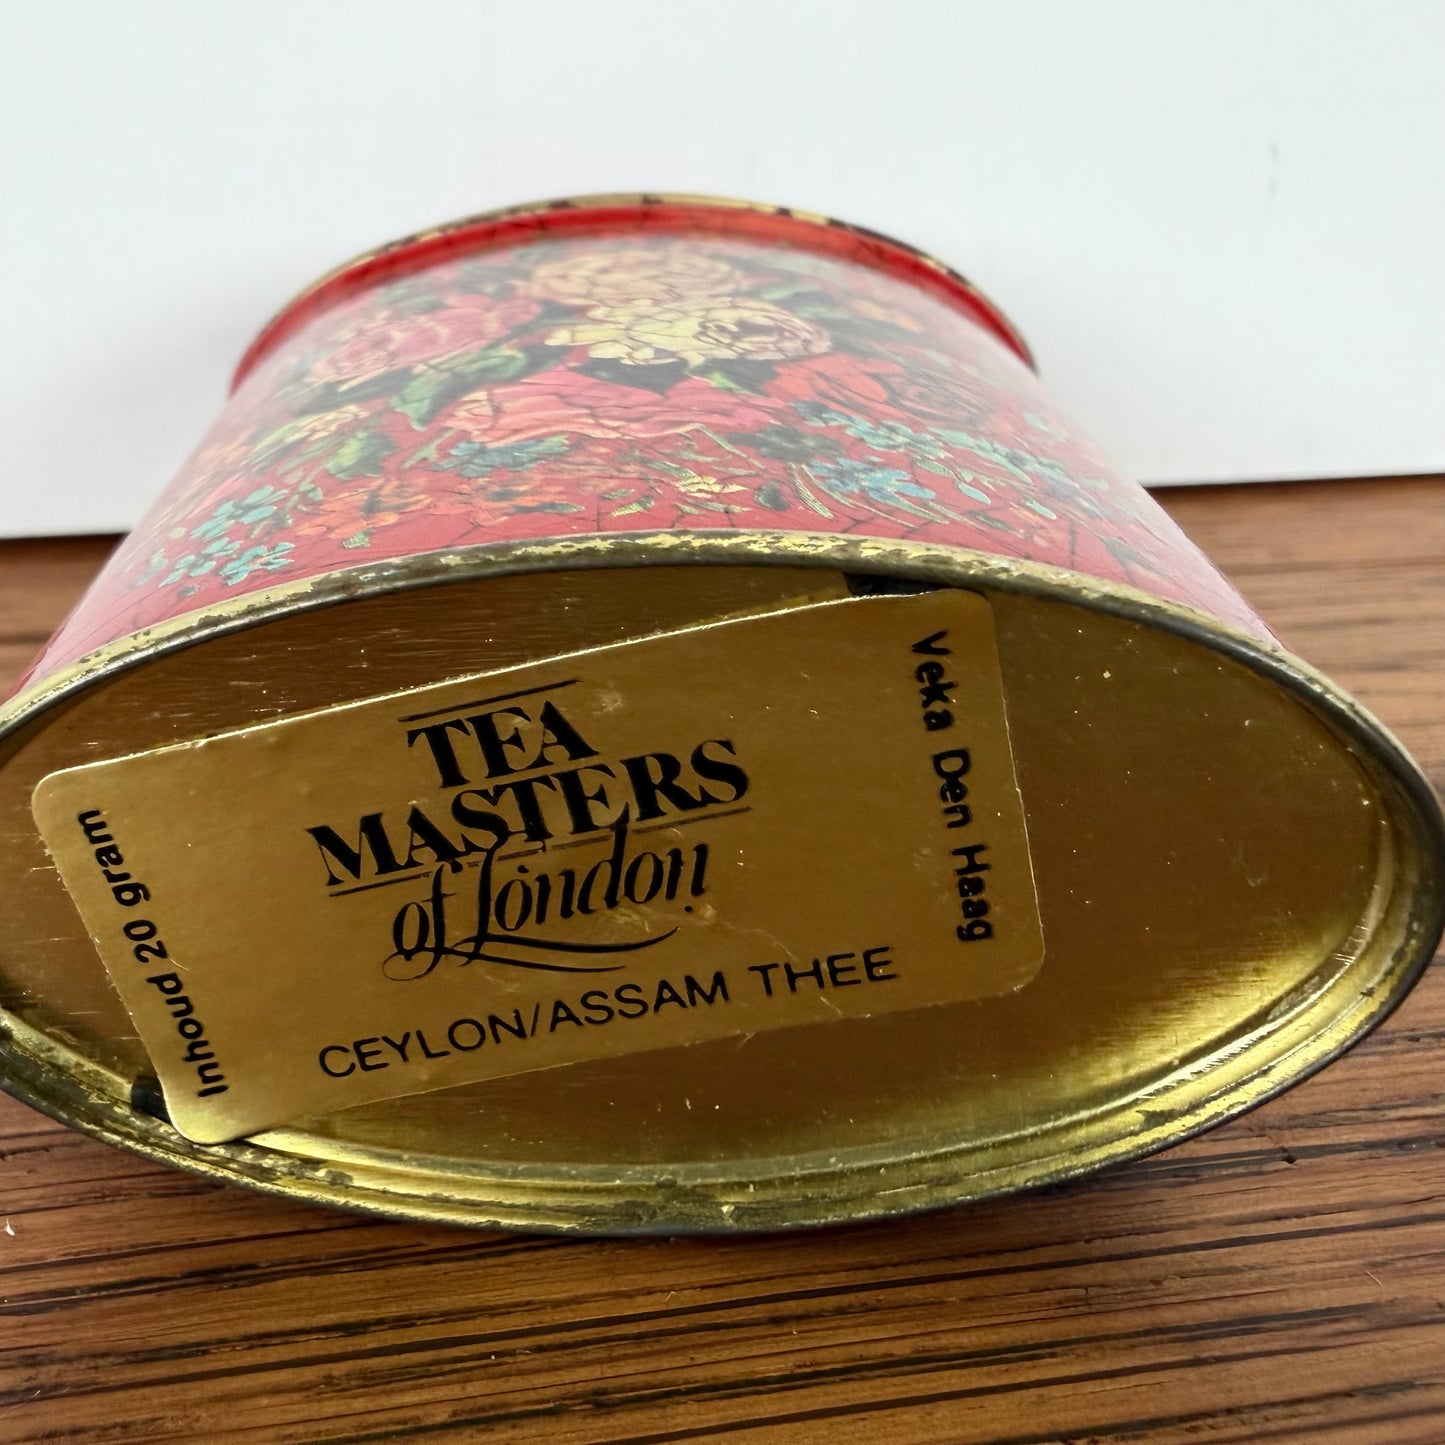 TEA
MASTERS
of London
CEYLON/ASSAM THEE
Inhoud 20 gram
Veka Den Haag